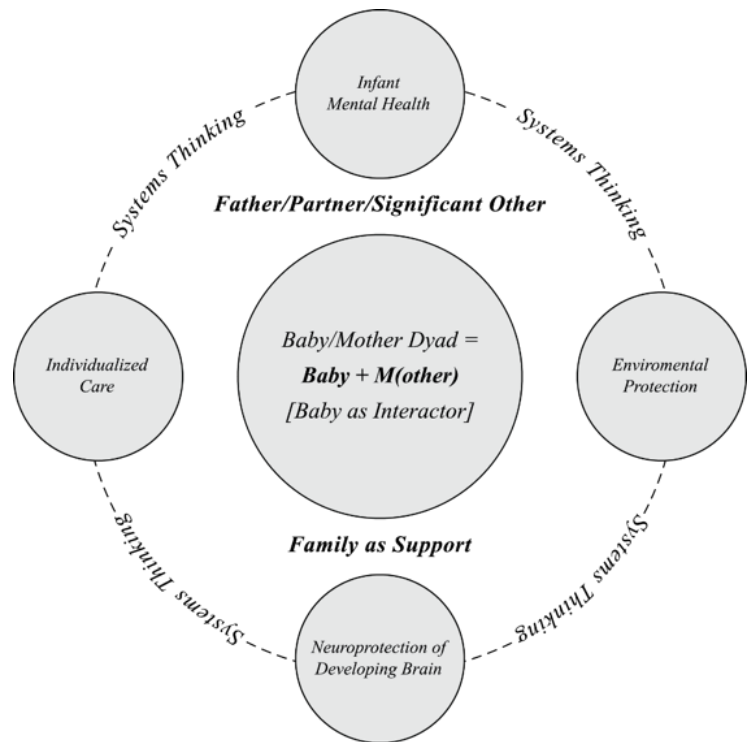 Infant
Mental Health
Systems Thinking
Systems Thinking
Father/Partner/Significant Other
Individualized
Care
Baby/Mother Dyad =
Baby + M(other)
[Baby as Interactor]
Enviromental
Protection
Family as Support
Systems Thinking
Systems Thinking
Neuroprotection of
Developing Brain